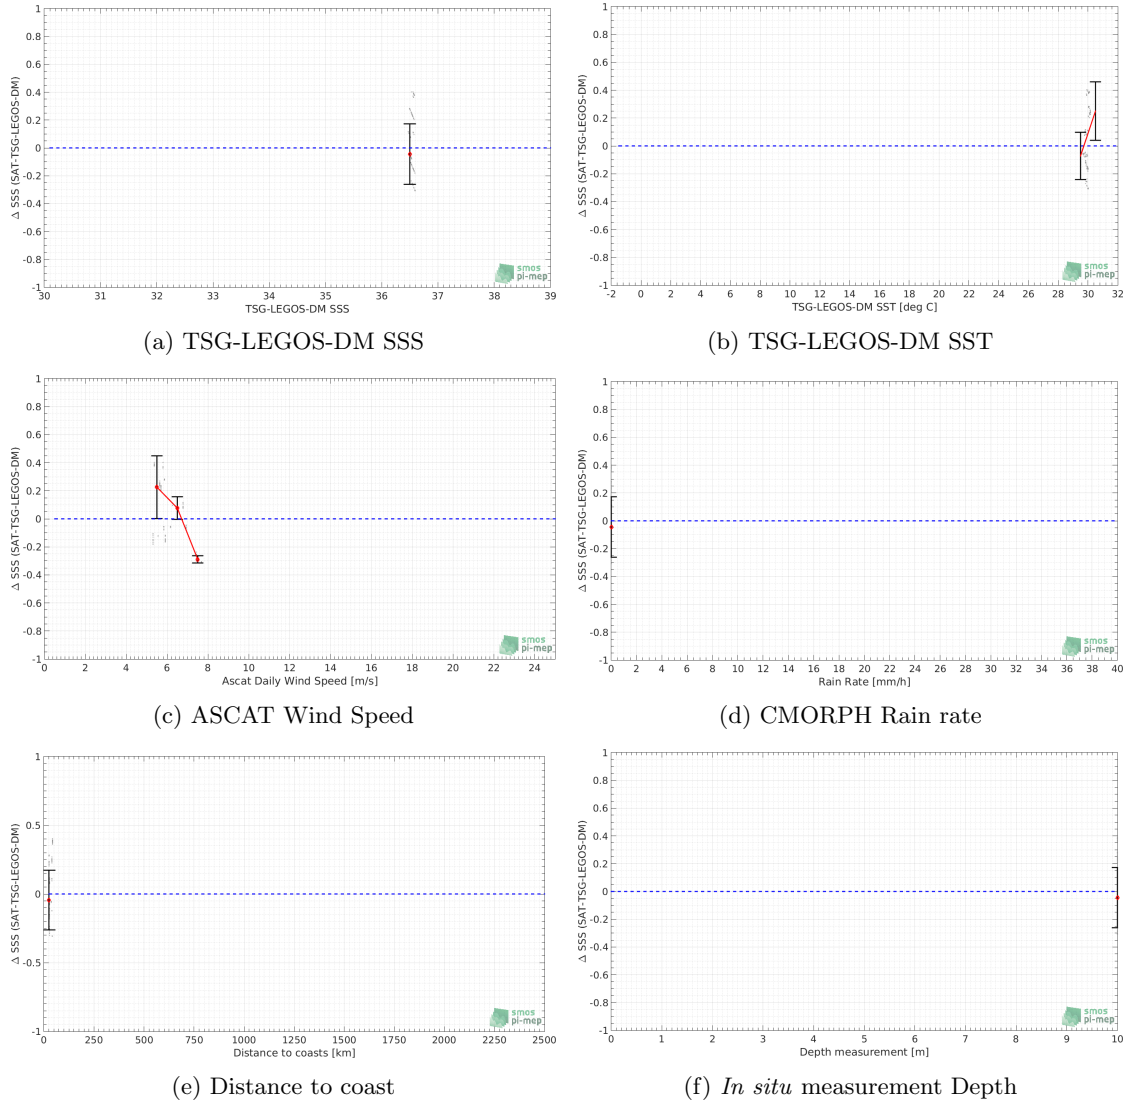 1
0.8
0.6
0.4
0.2
0
-0.2
-0.4
-0.6
-0.8
-1
Δ SSS (SAT-TSG-LEGOS-DM)
30 31 32 33 34 35 36 37 38 39
TSG-LEGOS-DM SSS
smos
pi-mep
(a) TSG-LEGOS-DM SSS
1
0.8
0.6
0.4
0.2
0
-0.2
-0.4
-0.6
-0.8
-1
Δ SSS (SAT-TSG-LEGOS-DM)
-2 0 2 4 6 8 10 12 14 16 18 20 22 24 26 28 30 32
TSG-LEGOS-DM SST [deg C]
smos
pi-mep
(b) TSG-LEGOS-DM SST
1
0.8
0.6
0.4
0.2
0
-0.2
-0.4
-0.6
-0.8
-1
Δ SSS (SAT-TSG-LEGOS-DM)
0 2 4 6 8 10 12 14 16 18 20 22 24
Ascat Daily Wind Speed [m/s]
smos
pi-mep
(c) ASCAT Wind Speed
1
0.8
0.6
0.4
0.2
0
-0.2
-0.4
-0.6
-0.8
-1
Δ SSS (SAT-TSG-LEGOS-DM)
0 2 4 6 8 10 12 14 16 18 20 22 24 26 28 30 32 34 36 38 40
Rain Rate [mm/h]
smos
pi-mep
(d) CMORPH Rain rate
1
0.5
0
-0.5
-1
Δ SSS (SAT-TSG-LEGOS-DM)
0 250 500 750 1000 1250 1500 1750 2000 2250 2500
Distance to coasts [km]
smos
pi-mep
(e) Distance to coast
1
0.8
0.6
0.4
0.2
0
-0.2
-0.4
-0.6
-0.8
-1
Δ SSS (SAT-TSG-LEGOS-DM)
0 1 2 3 4 5 6 7 8 9 10
Depth measurement [m]
smos
pi-mep
(f) In situ measurement Depth